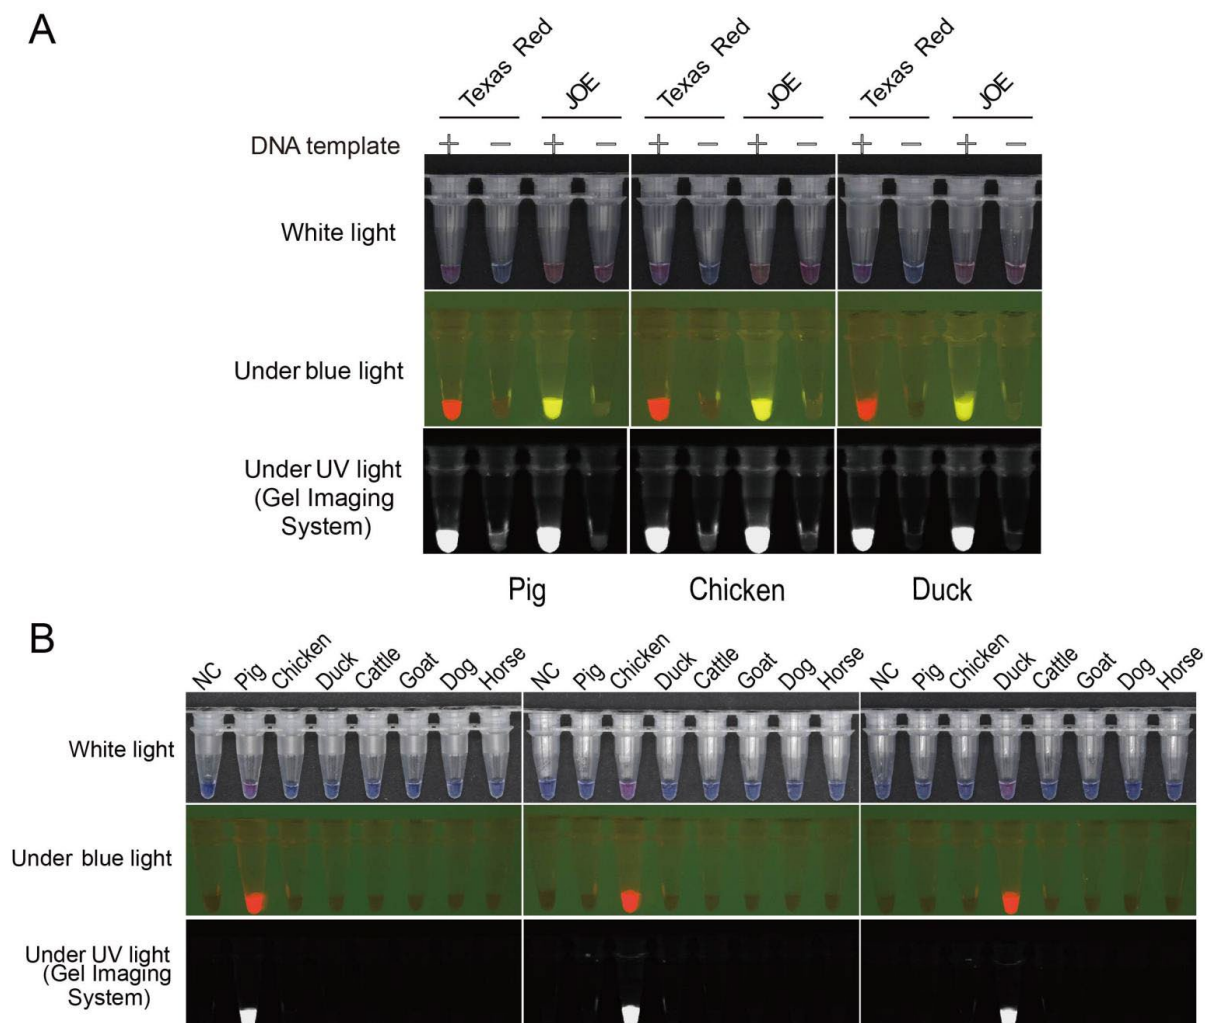 A
Texas Red JOE Texas Red JOE Texas Red JOE
DNA template + − + − + − + − + − + −
White light
Under blue light
Under UV light
(Gel Imaging
System)
Pig Chicken Duck
B
NC Pig Chicken Duck Cattle Goat Dog Horse NC Pig Chicken Duck Cattle Goat Dog Horse NC Pig Chicken Duck Cattle Goat Dog Horse
White light
Under blue light
Under UV light
(Gel Imaging
System)